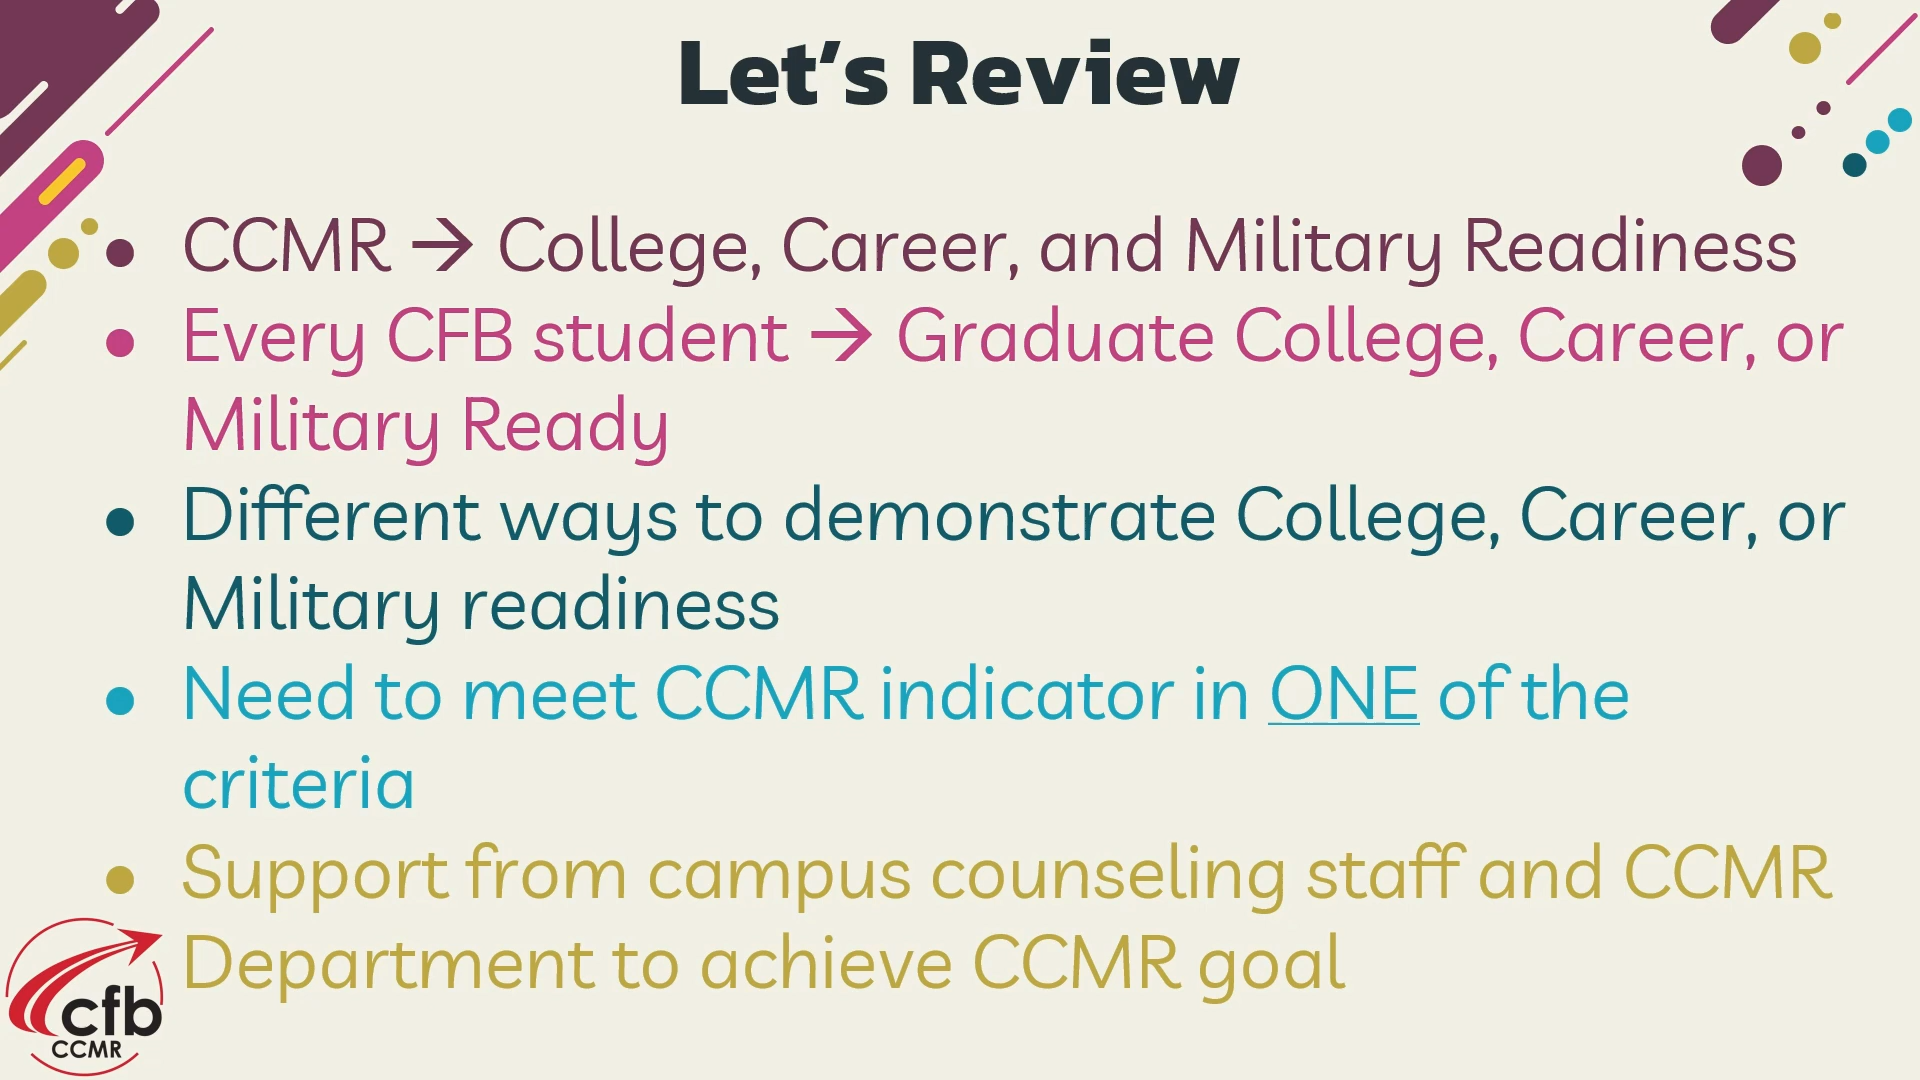 Let’s Review
● CCMR → College, Career, and Military Readiness
● Every CFB student → Graduate College, Career, or
Military Ready
● Different ways to demonstrate College, Career, or
Military readiness
● Need to meet CCMR indicator in ONE of the
criteria
● Support from campus counseling staff and CCMR
Department to achieve CCMR goal
cfb
CCMR